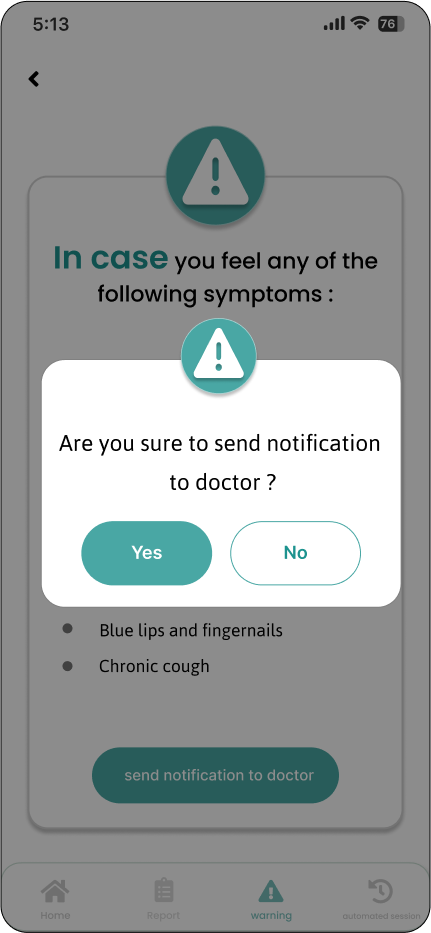 5:13
76
In case you feel any of the
following symptoms :
Are you sure to send notification
to doctor ?
Yes
No
Blue lips and fingernails
Chronic cough
send notification to doctor
Home
Report
warning
automated session